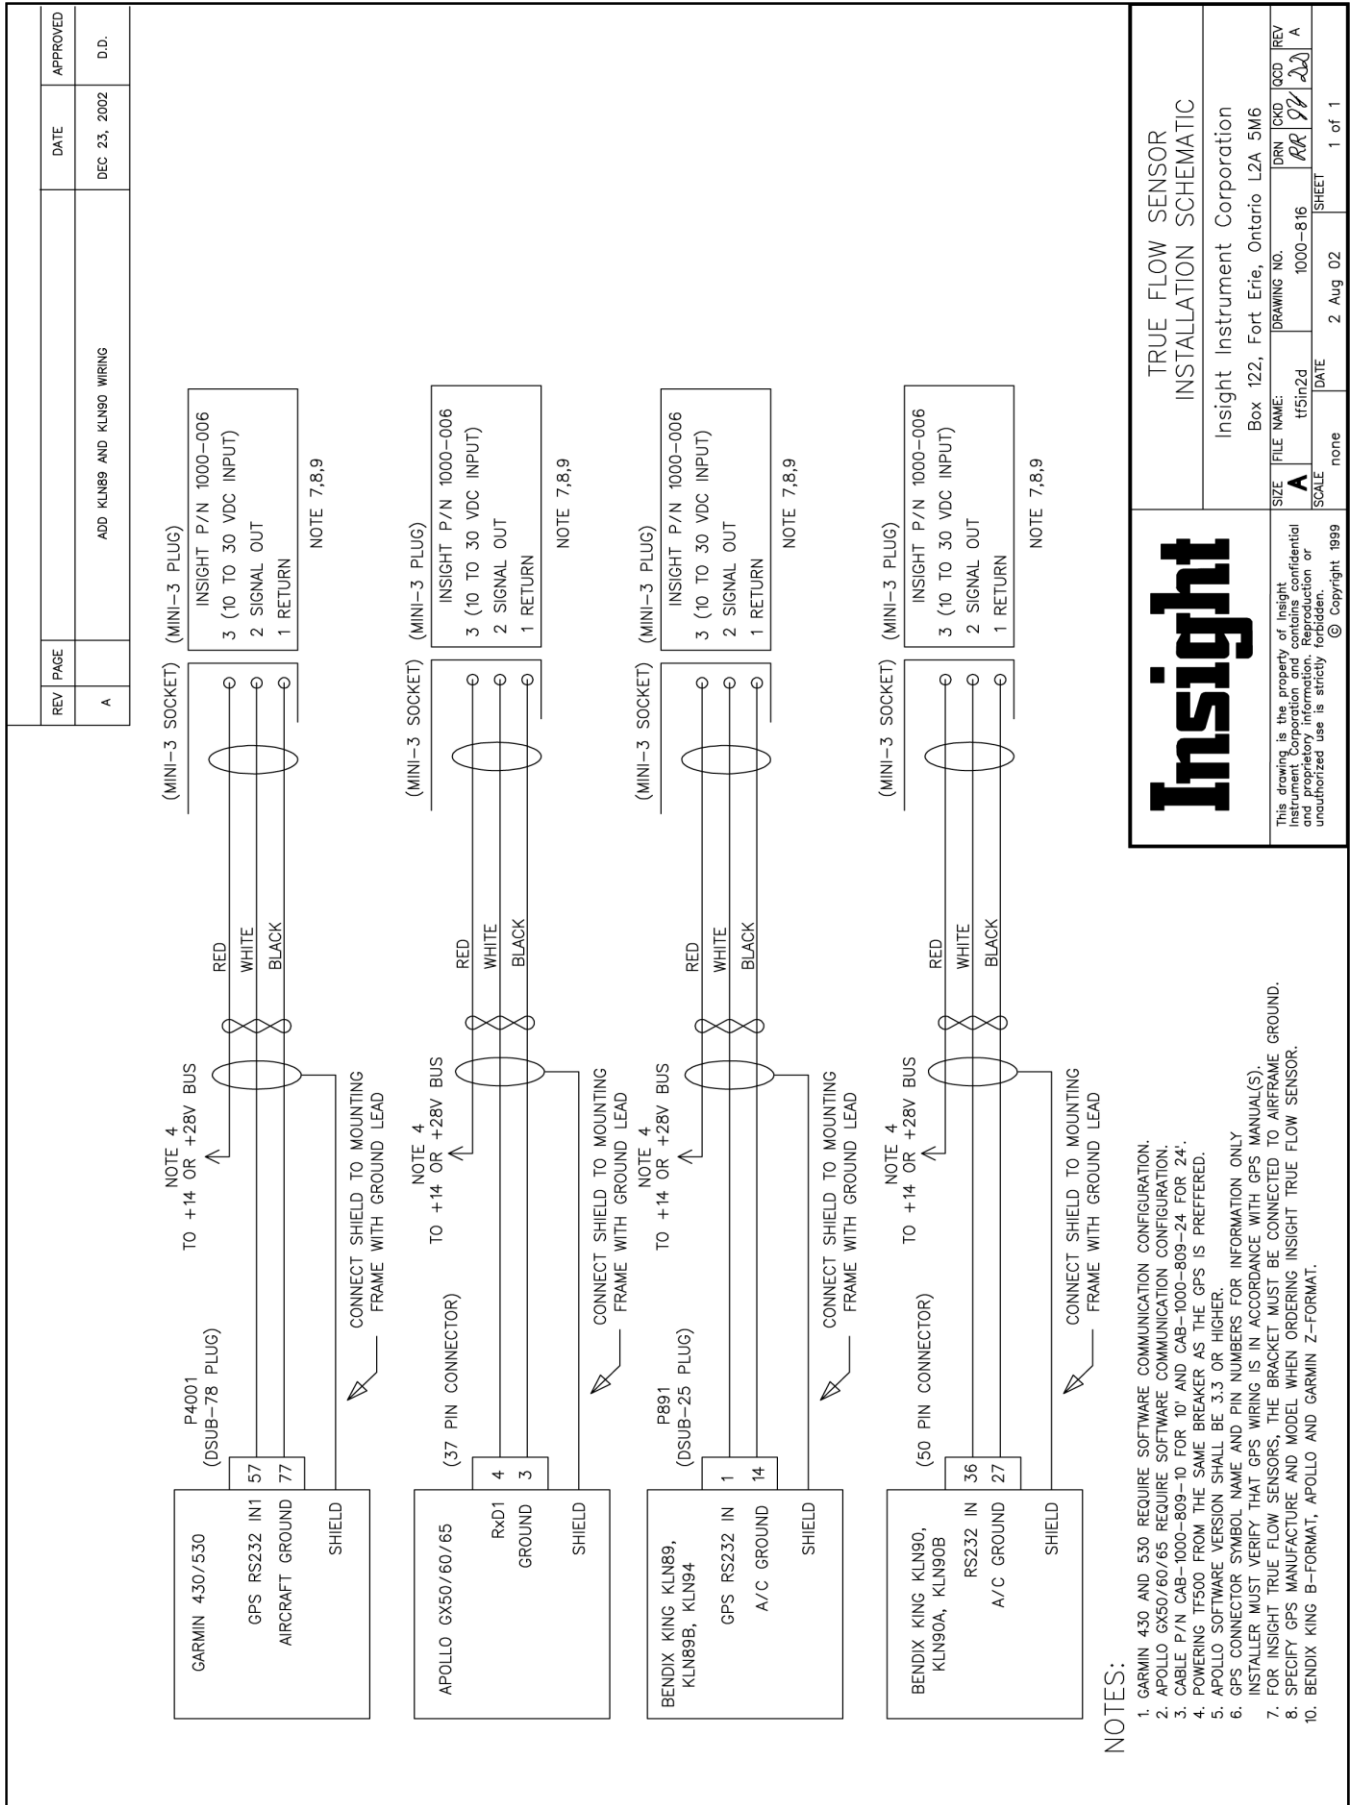 REV PAGE DATE APPROVED
A ADD KLN89 AND KLN90 WIRING DEC 23, 2002 D.D.
GARMIN 430/530
GPS RS232 IN1 57
AIRCRAFT GROUND 77
SHIELD
P4001
(DSUB-78 PLUG)
NOTE 4
TO +14 OR +28V BUS
CONNECT SHIELD TO MOUNTING
FRAME WITH GROUND LEAD
RED
WHITE
BLACK
(MINI-3 SOCKET) (MINI-3 PLUG)
INSIGHT P/N 1000-006
3 (10 TO 30 VDC INPUT)
2 SIGNAL OUT
1 RETURN
NOTE 7,8,9
APOLLO GX50/60/65
RxD1 4
GROUND 3
SHIELD
(37 PIN CONNECTOR)
NOTE 4
TO +14 OR +28V BUS
CONNECT SHIELD TO MOUNTING
FRAME WITH GROUND LEAD
RED
WHITE
BLACK
(MINI-3 SOCKET) (MINI-3 PLUG)
INSIGHT P/N 1000-006
3 (10 TO 30 VDC INPUT)
2 SIGNAL OUT
1 RETURN
NOTE 7,8,9
BENDIX KING KLN89,
KLN89B, KLN94
GPS RS232 IN 1
A/C GROUND 14
SHIELD
P891
(DSUB-25 PLUG)
NOTE 4
TO +14 OR +28V BUS
CONNECT SHIELD TO MOUNTING
FRAME WITH GROUND LEAD
RED
WHITE
BLACK
(MINI-3 SOCKET) (MINI-3 PLUG)
INSIGHT P/N 1000-006
3 (10 TO 30 VDC INPUT)
2 SIGNAL OUT
1 RETURN
NOTE 7,8,9
BENDIX KING KLN90,
KLN90A, KLN90B
RS232 IN 36
A/C GROUND 27
SHIELD
(50 PIN CONNECTOR)
NOTE 4
TO +14 OR +28V BUS
CONNECT SHIELD TO MOUNTING
FRAME WITH GROUND LEAD
RED
WHITE
BLACK
(MINI-3 SOCKET) (MINI-3 PLUG)
INSIGHT P/N 1000-006
3 (10 TO 30 VDC INPUT)
2 SIGNAL OUT
1 RETURN
NOTE 7,8,9
NOTES:
1. GARMIN 430 AND 530 REQUIRE SOFTWARE COMMUNICATION CONFIGURATION.
2. APOLLO GX50/60/65 REQUIRE SOFTWARE COMMUNICATION CONFIGURATION.
3. CABLE P/N CAB-1000-809-10 FOR 10' AND CAB-1000-809-24 FOR 24'.
4. POWERING TF500 FROM THE SAME BREAKER AS THE GPS IS PREFFERED.
5. APOLLO SOFTWARE VERSION SHALL BE 3.3 OR HIGHER.
6. GPS CONNECTOR SYMBOL NAME AND PIN NUMBERS FOR INFORMATION ONLY
INSTALLER MUST VERIFY THAT GPS WIRING IS IN ACCORDANCE WITH GPS MANUAL(S).
7. FOR INSIGHT TRUE FLOW SENSORS, THE BRACKET MUST BE CONNECTED TO AIRFRAME GROUND.
8. SPECIFY GPS MANUFACTURE AND MODEL WHEN ORDERING INSIGHT TRUE FLOW SENSOR.
10. BENDIX KING B-FORMAT, APOLLO AND GARMIN Z-FORMAT.
Insight
This drawing is the property of Insight
Instrument Corporation and contains confidential
and proprietory information. Reproduction or
unauthorized use is strictly forbidden.
© Copyright 1999
TRUE FLOW SENSOR
INSTALLATION SCHEMATIC
Insight Instrument Corporation
Box 122, Fort Erie, Ontario L2A 5M6
SIZE A FILE NAME: tf5in2d DRAWING NO. 1000-816 DRN RR CKD QCD DD REV A
SCALE none DATE 2 Aug 02 SHEET 1 of 1